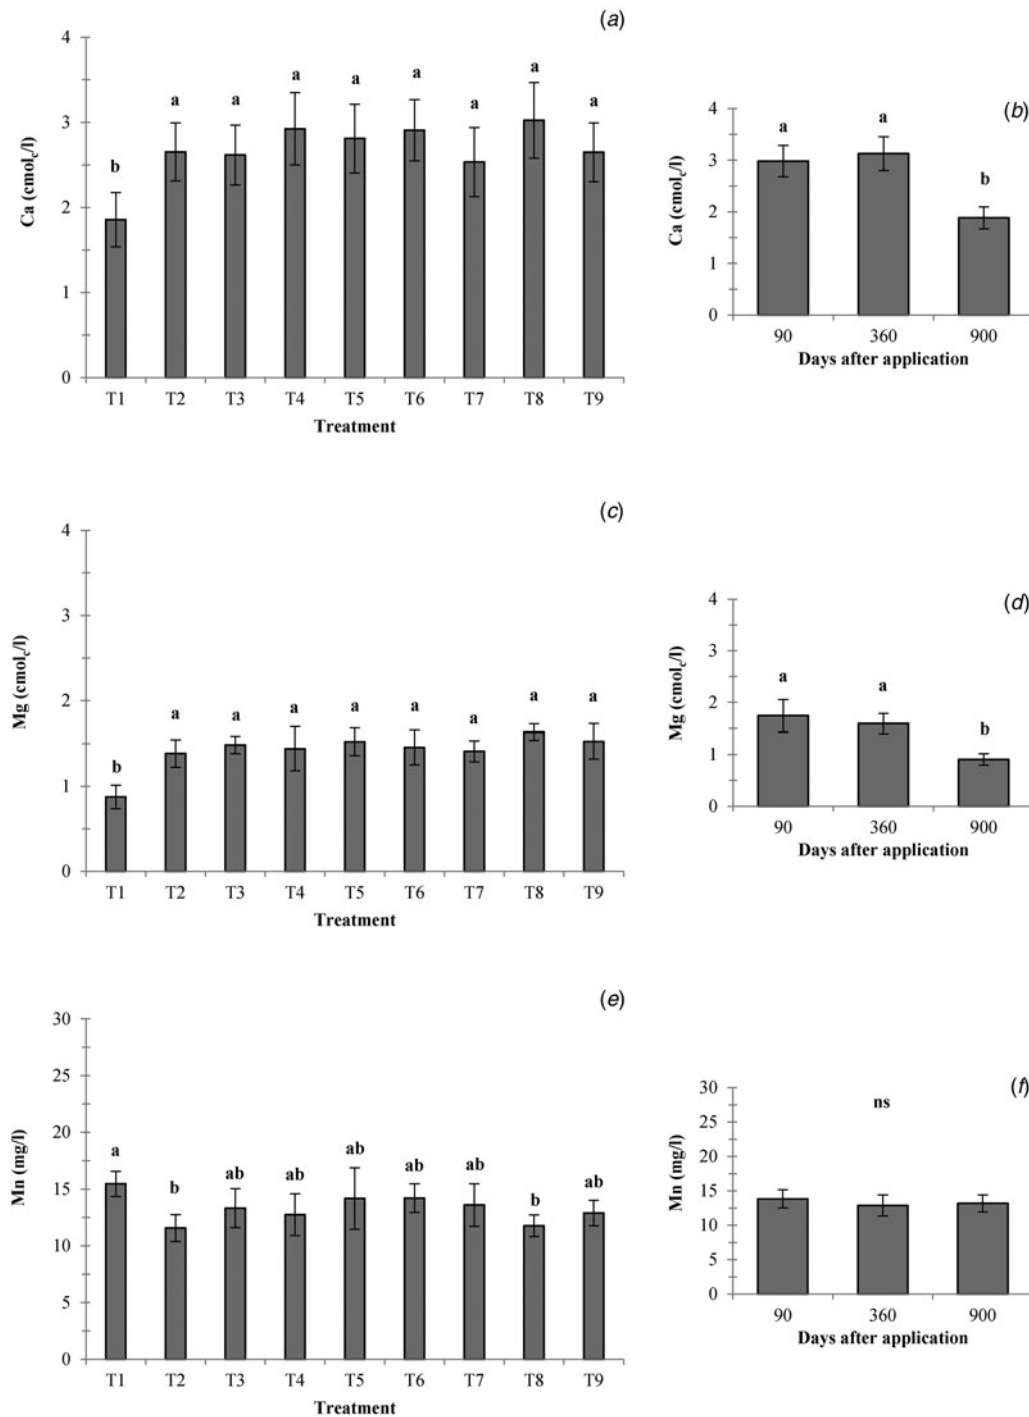 (a)
Ca (cmolc/l)
4
3
2
1
0
b
a
a
a
a
a
a
a
a
T1 T2 T3 T4 T5 T6 T7 T8 T9
Treatment
(b)
Ca (cmolc/l)
4
3
2
1
0
a
a
b
90 360 900
Days after application
(c)
Mg (cmolc/l)
4
3
2
1
0
b
a
a
a
a
a
a
a
a
T1 T2 T3 T4 T5 T6 T7 T8 T9
Treatment
(d)
Mg (cmolc/l)
4
3
2
1
0
a
a
b
90 360 900
Days after application
(e)
Mn (mg/l)
30
25
20
15
10
5
0
a
b
ab
ab
ab
ab
ab
b
ab
T1 T2 T3 T4 T5 T6 T7 T8 T9
Treatment
(f)
Mn (mg/l)
30
25
20
15
10
5
0
ns
90 360 900
Days after application